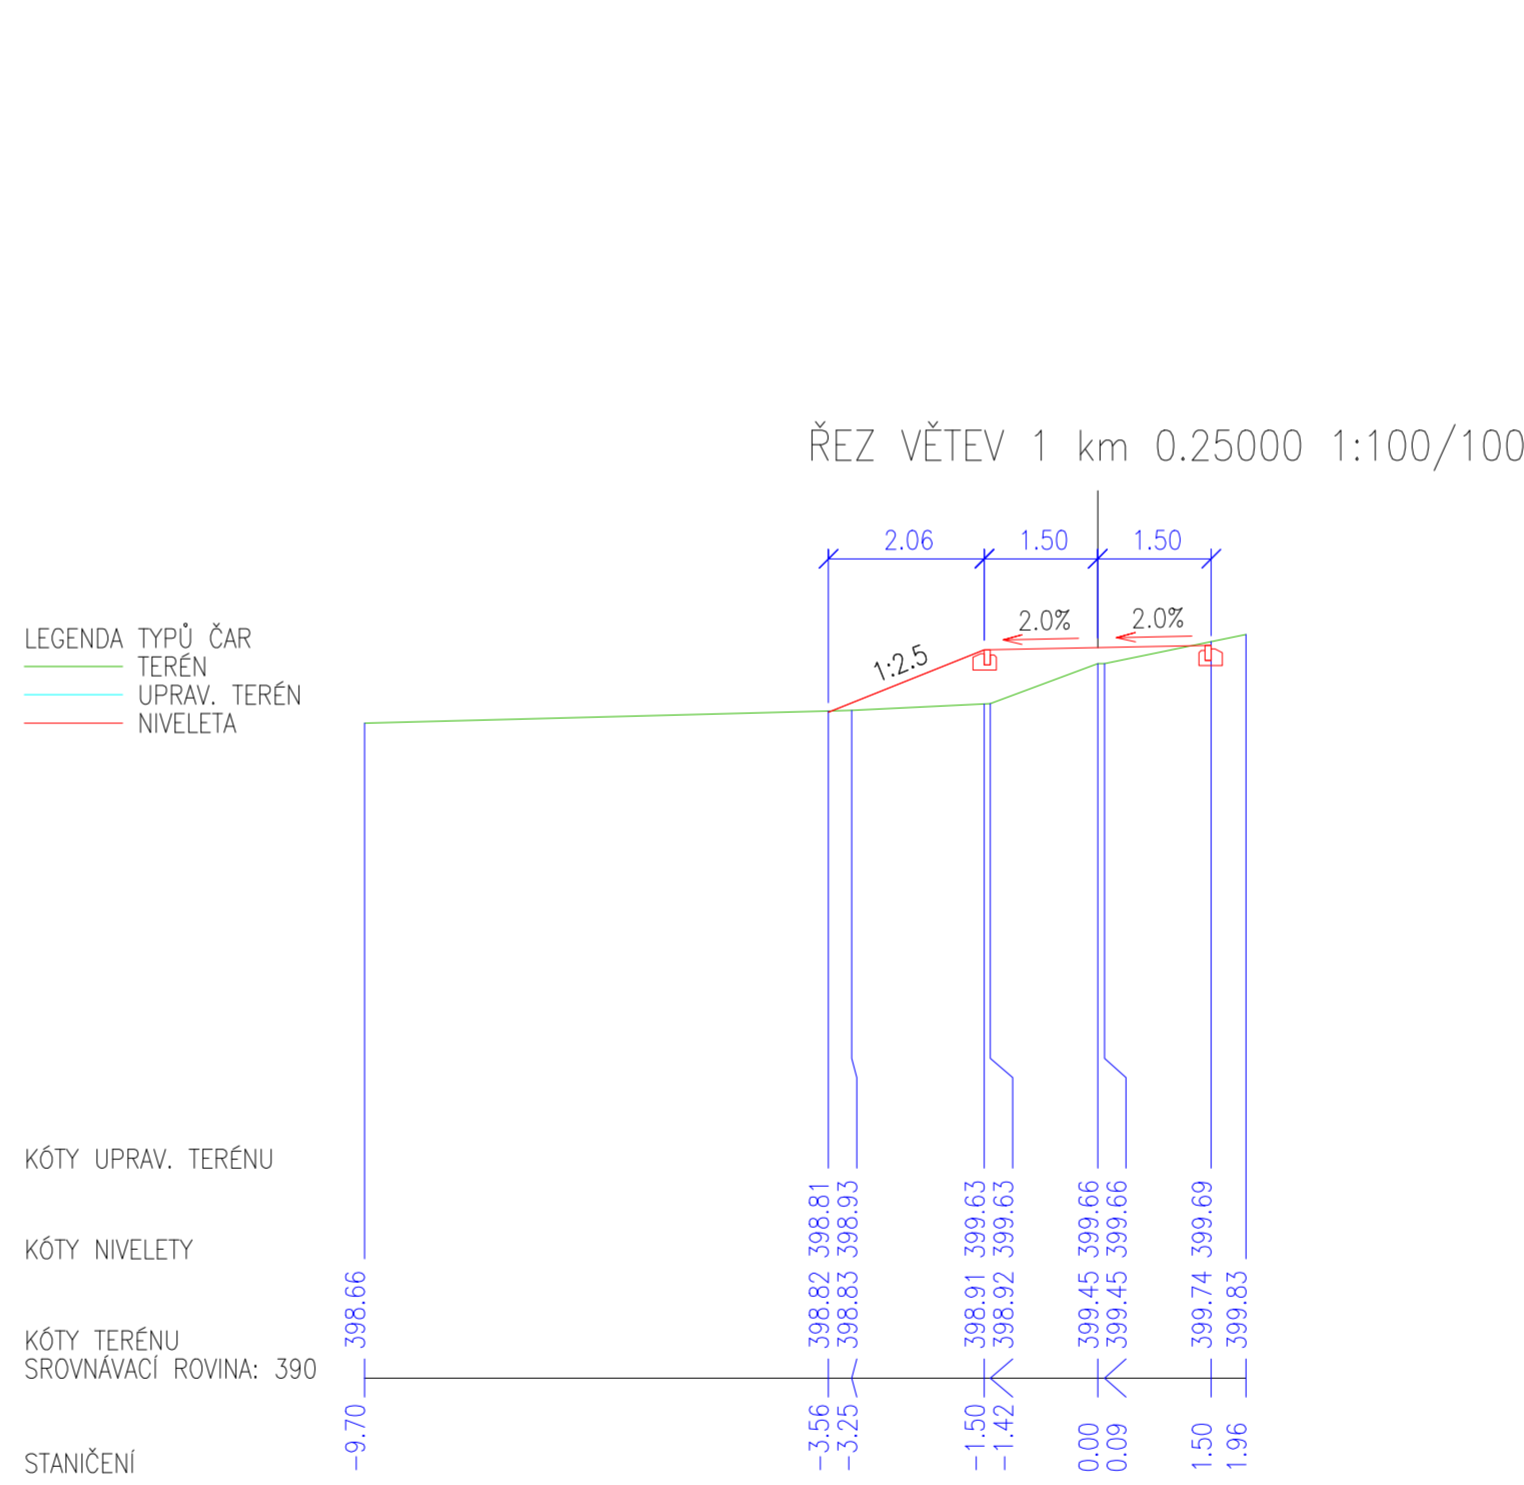 ŘEZ VĚTEV 1 km 0.25000 1:100/100
2.06 1.50 1.50
2.0% 2.0%
1:2.5
LEGENDA TYPŮ ČAR
TERÉN
UPRAV. TERÉN
NIVELETA
KÓTY UPRAV. TERÉNU
KÓTY NIVELETY
398.81 398.93 399.63 399.63 399.66 399.66 399.69
KÓTY TERÉNU
398.66 398.82 398.83 398.91 398.92 399.45 399.45 399.74 399.83
SROVNÁVACÍ ROVINA: 390
STANIČENÍ
-9.70 -3.56 -3.25 -1.50 -1.42 0.00 0.09 1.50 1.96